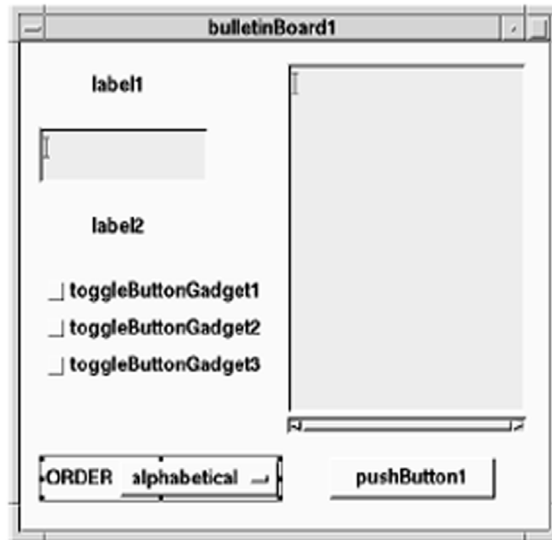 bulletinBoard1
label1
label2
toggleButtonGadget1
toggleButtonGadget2
toggleButtonGadget3
ORDER alphabetical
pushButton1